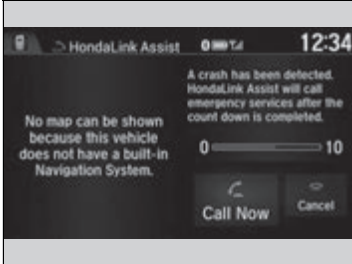 HondaLink Assist
12:34
No map can be shown
because this vehicle
does not have a built-in
Navigation System.
A crash has been detected.
HondaLink Assist will call
emergency services after the
count down is completed.
0 10
Call Now
Cancel